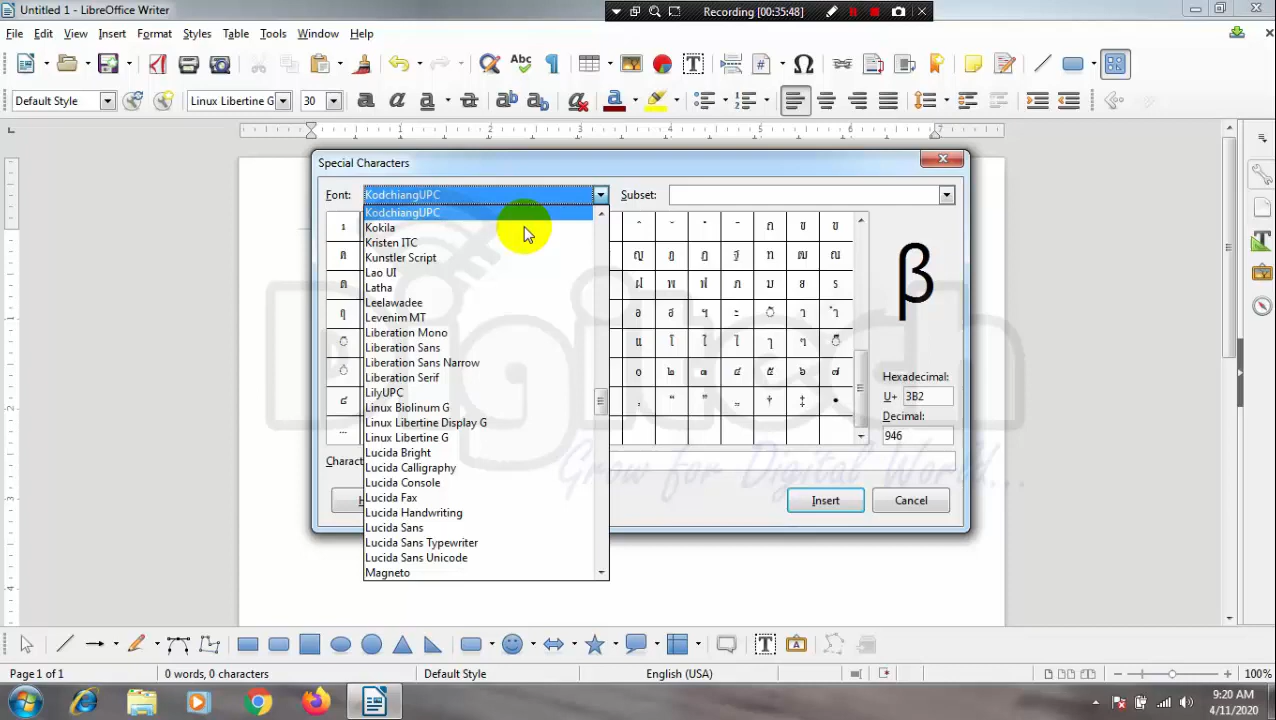 Untitled 1 - LibreOffice Writer
Recording [00:35:48]
File Edit View Insert Format Styles Table Tools Window Help
Default Style
Linux Libertine G
30
Special Characters
Font: KodchiangUPC
Subset:
KodchiangUPC
Kokila
Kristen ITC
Kunstler Script
Lao UI
Latha
Leelawadee
Levenim MT
Liberation Mono
Liberation Sans
Liberation Sans Narrow
Liberation Serif
LilyUPC
Linux Biolinum G
Linux Libertine Display G
Linux Libertine G
Lucida Bright
Lucida Calligraphy
Lucida Console
Lucida Fax
Lucida Handwriting
Lucida Sans
Lucida Sans Typewriter
Lucida Sans Unicode
Magneto
β
Hexadecimal:
U+ 3B2
Decimal:
946
Insert
Cancel
Digitech
Grow for Digital World...
Page 1 of 1
0 words, 0 characters
Default Style
English (USA)
100%
9:20 AM
4/11/2020